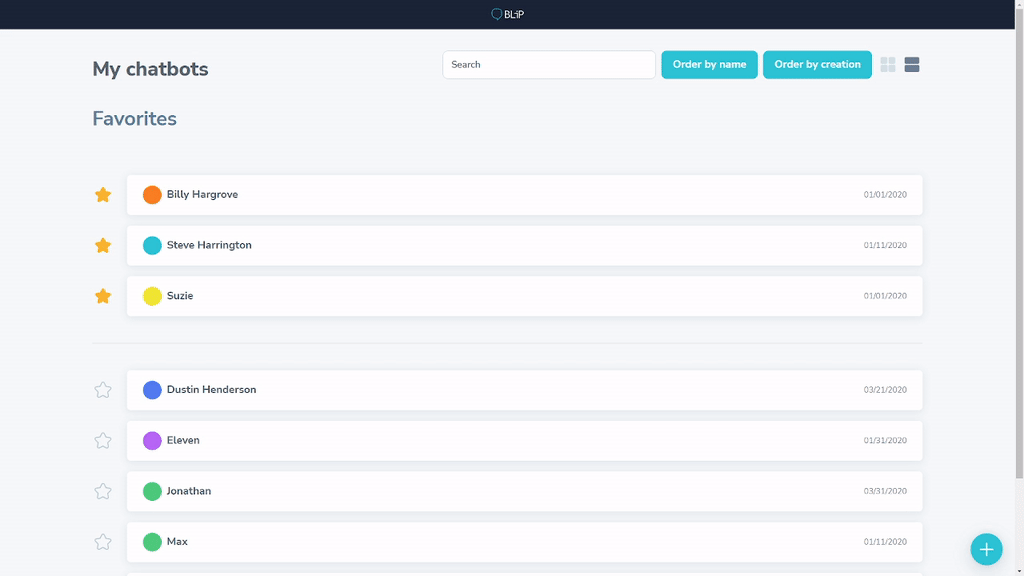 BLiP
My chatbots
Search
Order by name
Order by creation
Favorites
Billy Hargrove
01/01/2020
Steve Harrington
01/11/2020
Suzie
01/01/2020
Dustin Henderson
03/21/2020
Eleven
01/31/2020
Jonathan
03/31/2020
Max
01/11/2020